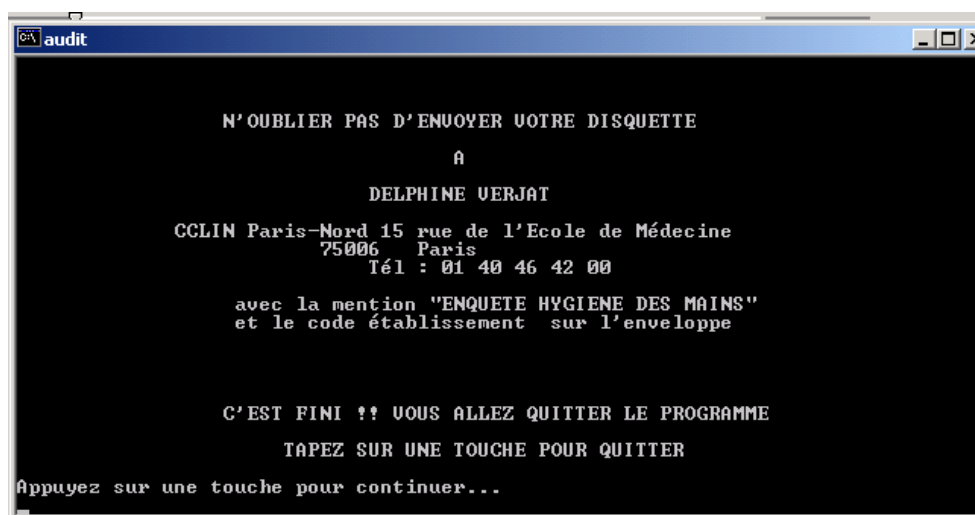 audit
N'OUBLIER PAS D'ENVOYER VOTRE DISQUETTE
A
DELPHINE VERJAT
CCLIN Paris-Nord 15 rue de l'Ecole de Médecine
75006 Paris
Tél : 01 40 46 42 00
avec la mention "ENQUETE HYGIENE DES MAINS"
et le code établissement sur l'enveloppe
C'EST FINI !! VOUS ALLEZ QUITTER LE PROGRAMME
TAPEZ SUR UNE TOUCHE POUR QUITTER
Appuyez sur une touche pour continuer...